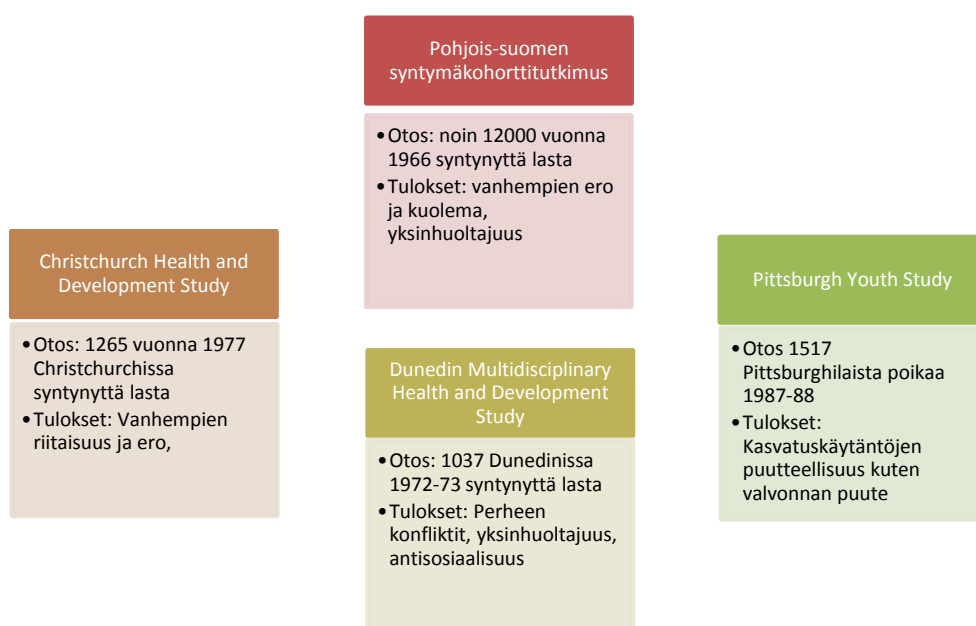 Pohjois-suomen
syntymäkohorttitutkimus
•Otos: noin 12000 vuonna
1966 syntynyttä lasta
•Tulokset: vanhempien ero
ja kuolema,
yksinhuoltajuus
Christchurch Health and
Development Study
•Otos: 1265 vuonna 1977
Christchurchissa
syntynyttä lasta
•Tulokset: Vanhempien
riitaisuus ja ero,
Dunedin Multidisciplinary
Health and Development
Study
•Otos: 1037 Dunedinissa
1972-73 syntynyttä lasta
•Tulokset: Perheen
konfliktit, yksinhuoltajuus,
antisosiaalisuus
Pittsburgh Youth Study
•Otos 1517
Pittsburghilaista poikaa
1987-88
•Tulokset:
Kasvatuskäytäntöjen
puutteellisuus kuten
valvonnan puute